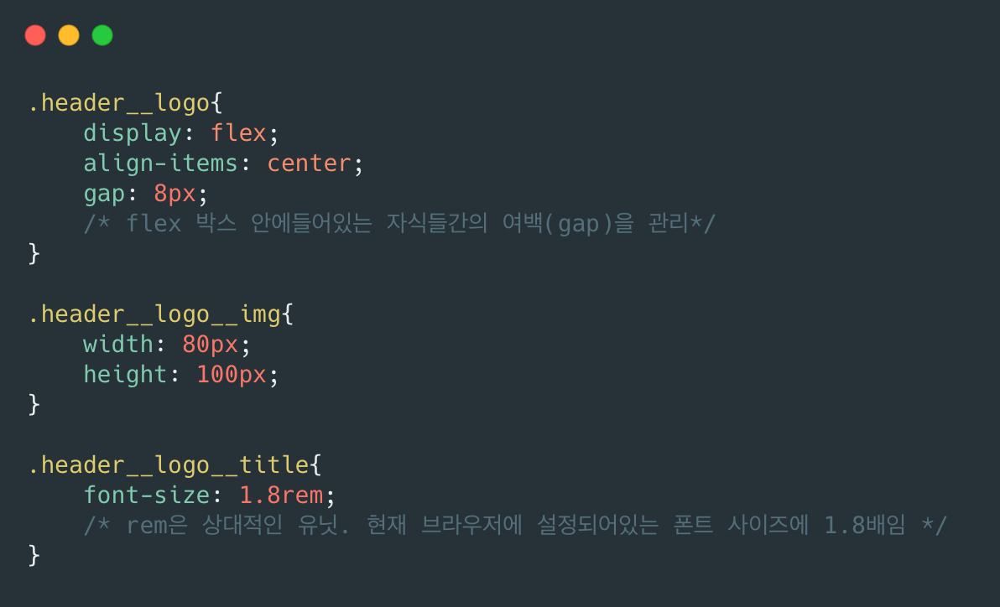 .header__logo{
    display: flex;
    align-items: center;
    gap: 8px;
    /* flex 박스 안에들어있는 자식들간의 여백(gap)을 관리*/
}

.header__logo__img{
    width: 80px;
    height: 100px;
}

.header__logo__title{
    font-size: 1.8rem;
    /* rem은 상대적인 유닛. 현재 브라우저에 설정되어있는 폰트 사이즈에 1.8배임 */
}